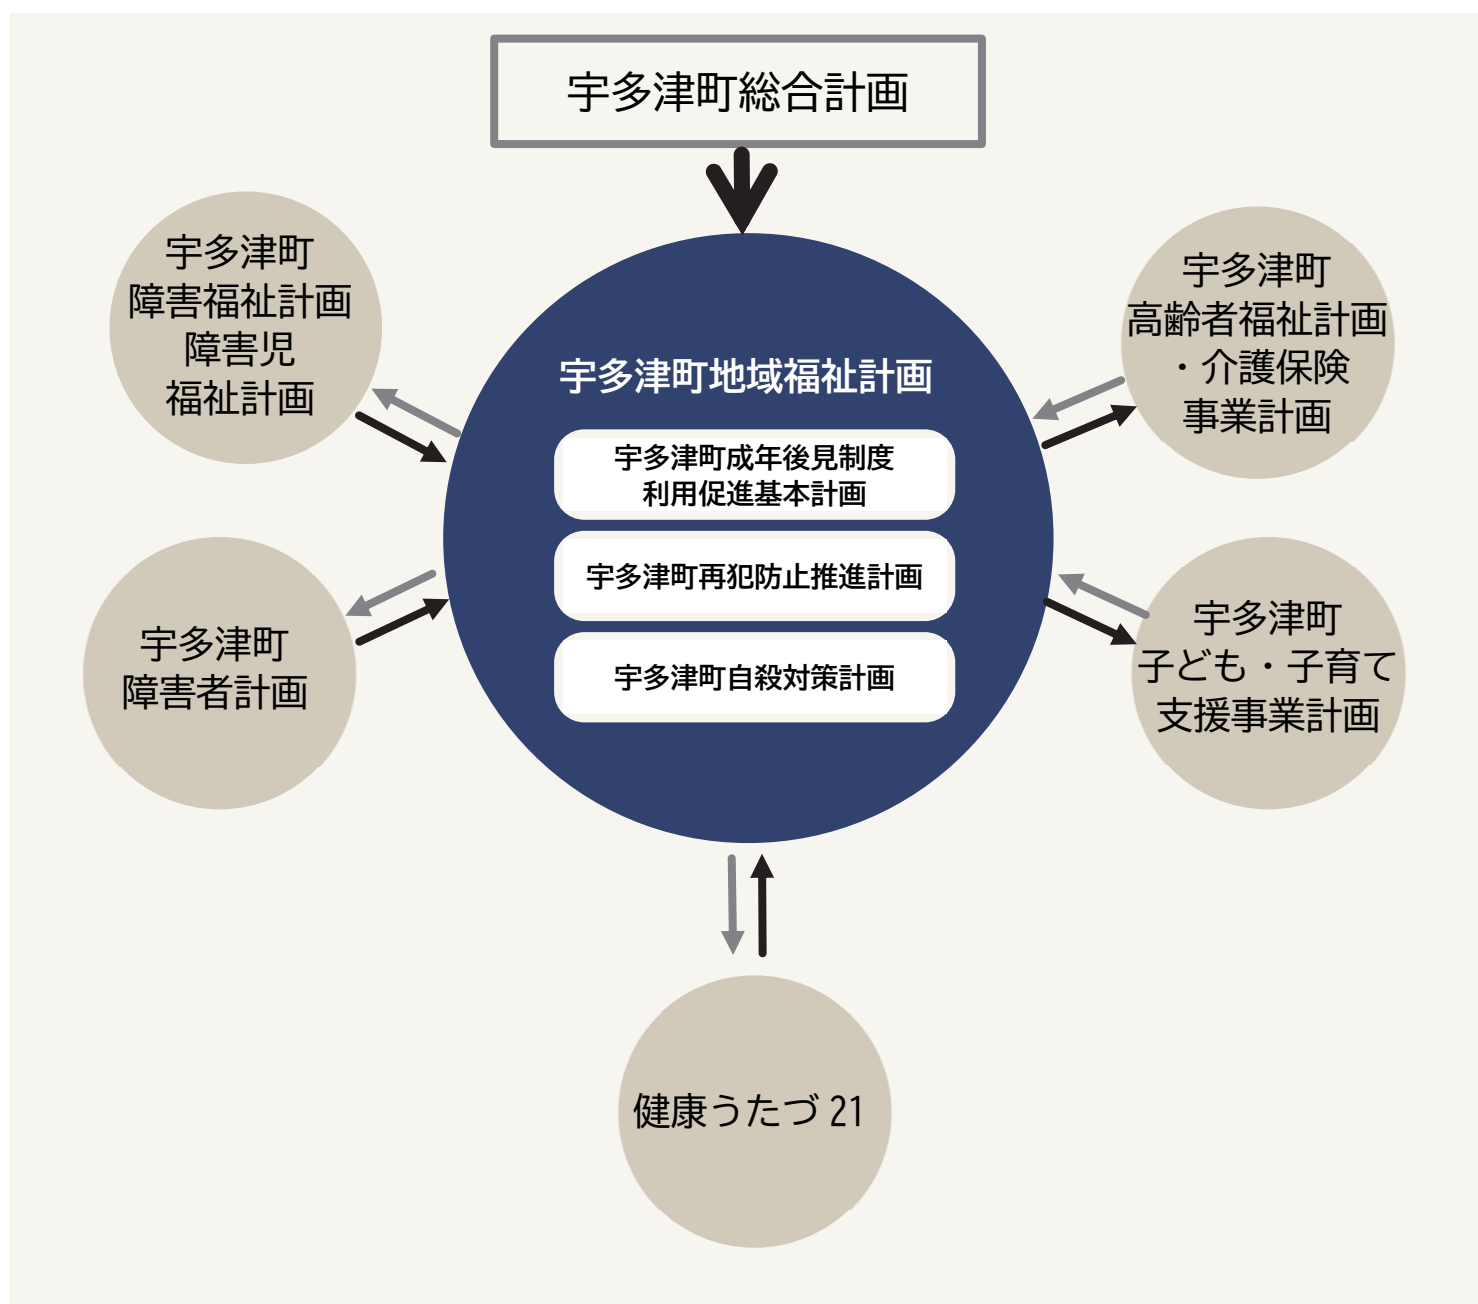 宇多津町総合計画
宇多津町
障害福祉計画
障害児
福祉計画
宇多津町
高齢者福祉計画
・介護保険
事業計画
宇多津町地域福祉計画
宇多津町成年後見制度
利用促進基本計画
宇多津町再犯防止推進計画
宇多津町自殺対策計画
宇多津町
障害者計画
宇多津町
子ども・子育て
支援事業計画
健康うたづ 21